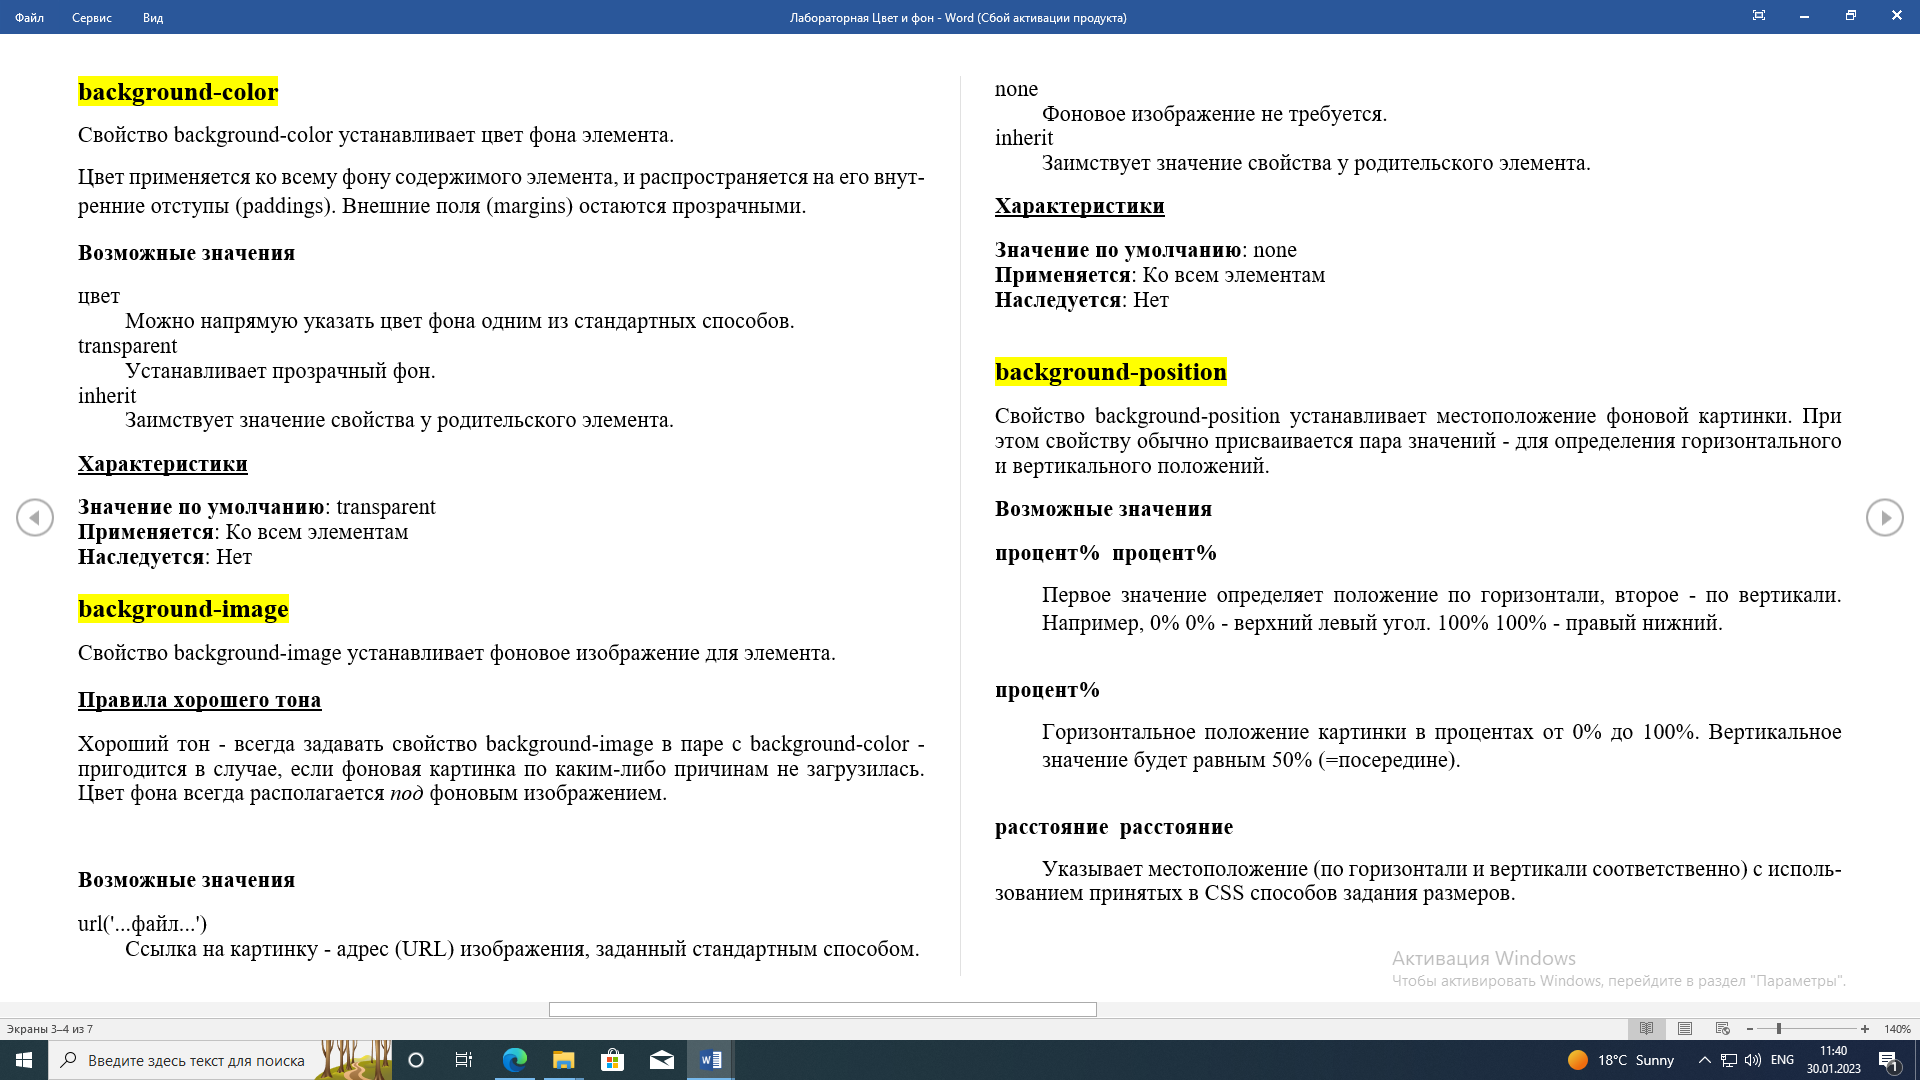 Файл Сервис Вид
Лабораторная Цвет и фон - Word (Сбой активации продукта)
background-color
Свойство background-color устанавливает цвет фона элемента.
Цвет применяется ко всему фону содержимого элемента, и распространяется на его внут-
ренние отступы (paddings). Внешние поля (margins) остаются прозрачными.
Возможные значения
цвет
Можно напрямую указать цвет фона одним из стандартных способов.
transparent
Устанавливает прозрачный фон.
inherit
Заимствует значение свойства у родительского элемента.
Характеристики
Значение по умолчанию: transparent
Применяется: Ко всем элементам
Наследуется: Нет
background-image
Свойство background-image устанавливает фоновое изображение для элемента.
Правила хорошего тона
Хороший тон - всегда задавать свойство background-image в паре с background-color -
пригодится в случае, если фоновая картинка по каким-либо причинам не загрузилась.
Цвет фона всегда располагается под фоновым изображением.
Возможные значения
url('...файл...')
Ссылка на картинку - адрес (URL) изображения, заданный стандартным способом.
none
Фоновое изображение не требуется.
inherit
Заимствует значение свойства у родительского элемента.
Характеристики
Значение по умолчанию: none
Применяется: Ко всем элементам
Наследуется: Нет
background-position
Свойство background-position устанавливает местоположение фоновой картинки. При
этом свойству обычно присваивается пара значений - для определения горизонтального
и вертикального положений.
Возможные значения
процент% процент%
Первое значение определяет положение по горизонтали, второе - по вертикали.
Например, 0% 0% - верхний левый угол. 100% 100% - правый нижний.
процент%
Горизонтальное положение картинки в процентах от 0% до 100%. Вертикальное
значение будет равным 50% (=посередине).
расстояние расстояние
Указывает местоположение (по горизонтали и вертикали соответственно) с исполь-
зованием принятых в CSS способов задания размеров.
Активация Windows
Чтобы активировать Windows, перейдите в раздел "Параметры".
Экраны 3–4 из 7
140%
Введите здесь текст для поиска
18°C Sunny
ENG
11:40
30.01.2023
1